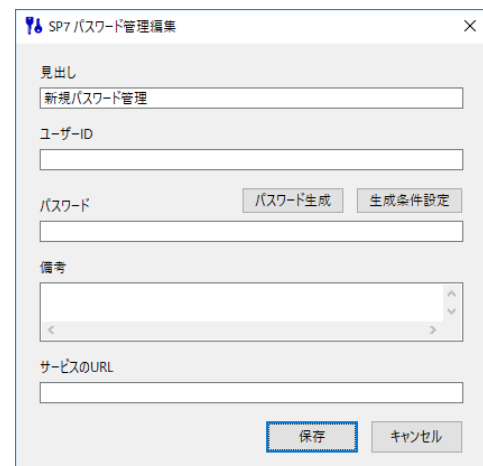 SP7 パスワード管理編集
見出し
新規パスワード管理
ユーザーID
パスワード
パスワード生成
生成条件設定
備考
サービスのURL
保存
キャンセル